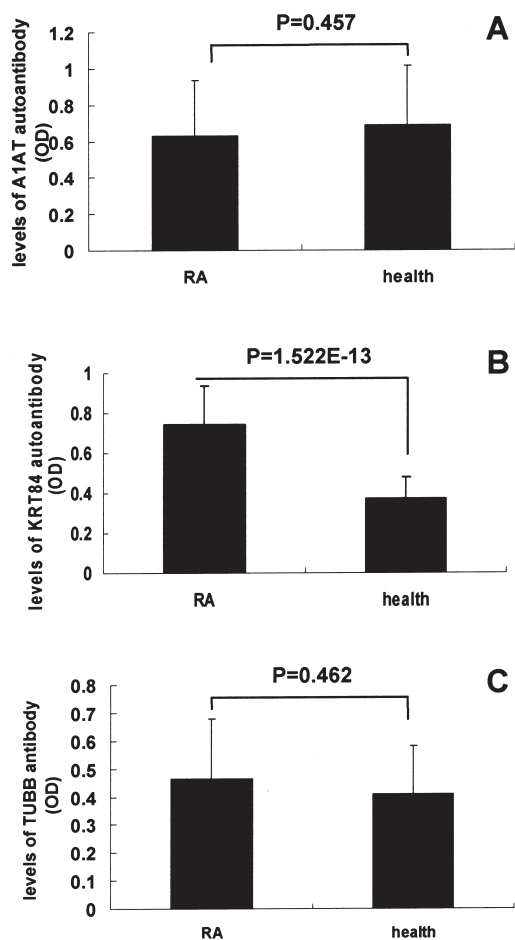 P=0.457
A
1.2
1
0.8
0.6
0.4
0.2
0
levels of A1AT autoantibody
(OD)
RA health
P=1.522E-13
B
1
0.8
0.6
0.4
0.2
0
levels of KRT84 autoantibody
(OD)
RA health
P=0.462
C
0.8
0.7
0.6
0.5
0.4
0.3
0.2
0.1
0
levels of TUBB antibody
(OD)
RA health